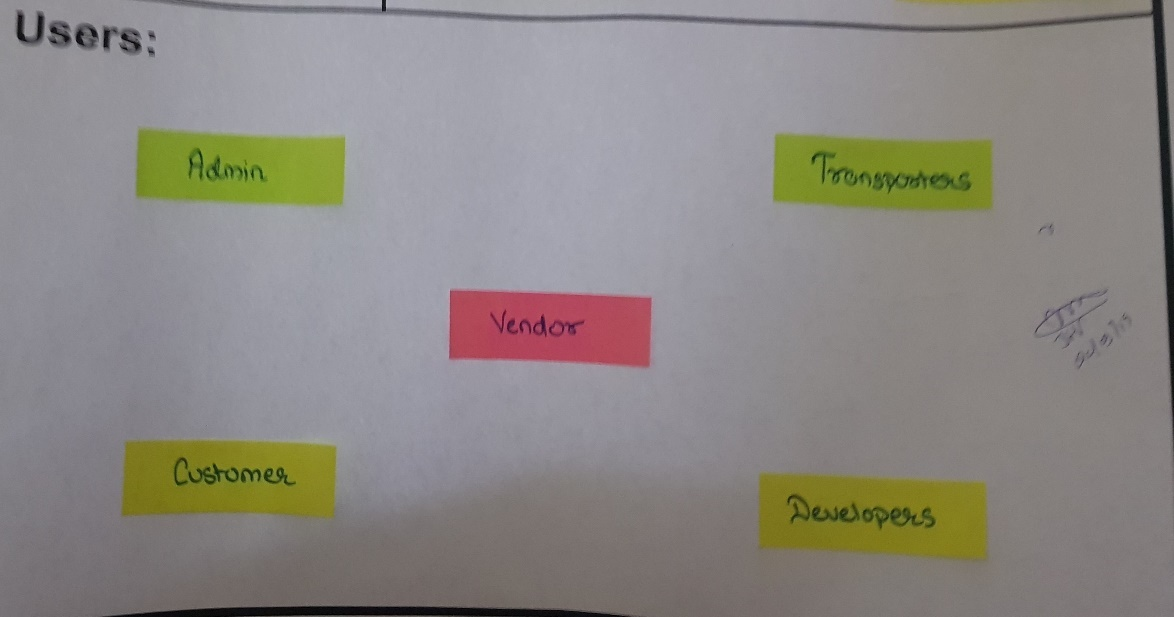 Users:
Admin
Transporters
Vendor
Customer
Developers